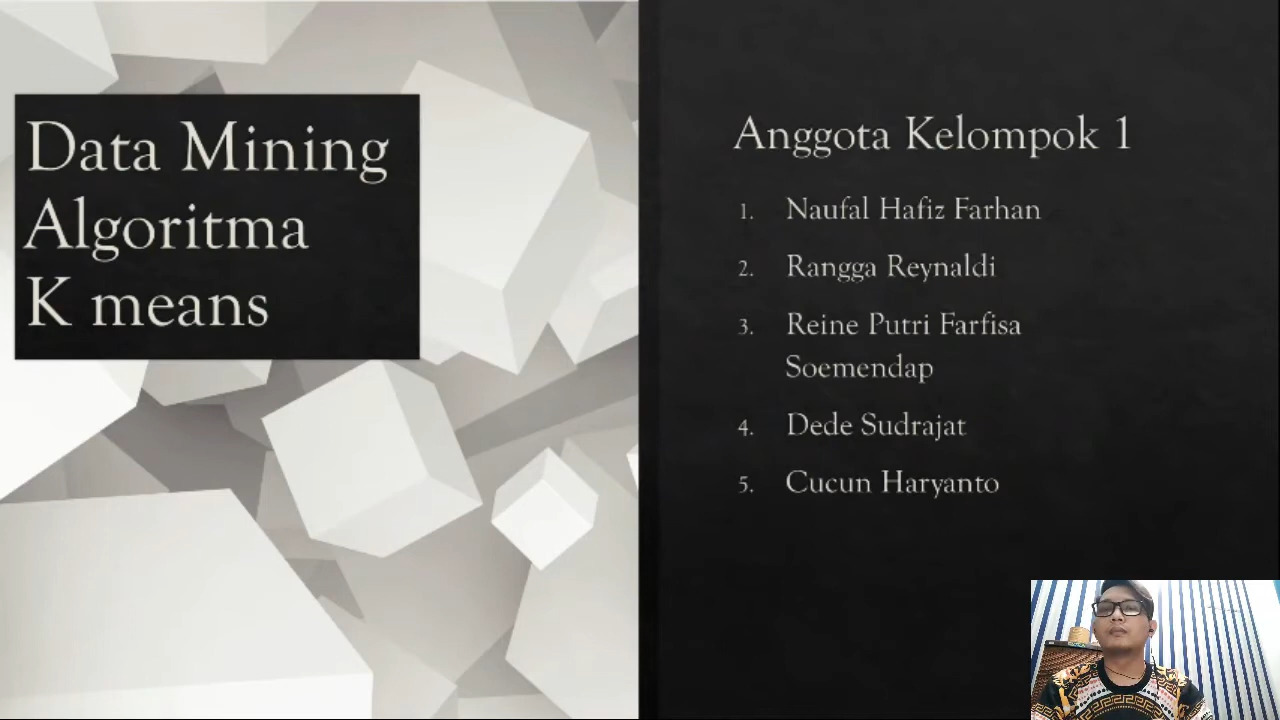 Data Mining
Algoritma
K means
Anggota Kelompok 1
1. Naufal Hafiz Farhan
2. Rangga Reynaldi
3. Reine Putri Farfisa
Soemendap
4. Dede Sudrajat
5. Cucun Haryanto